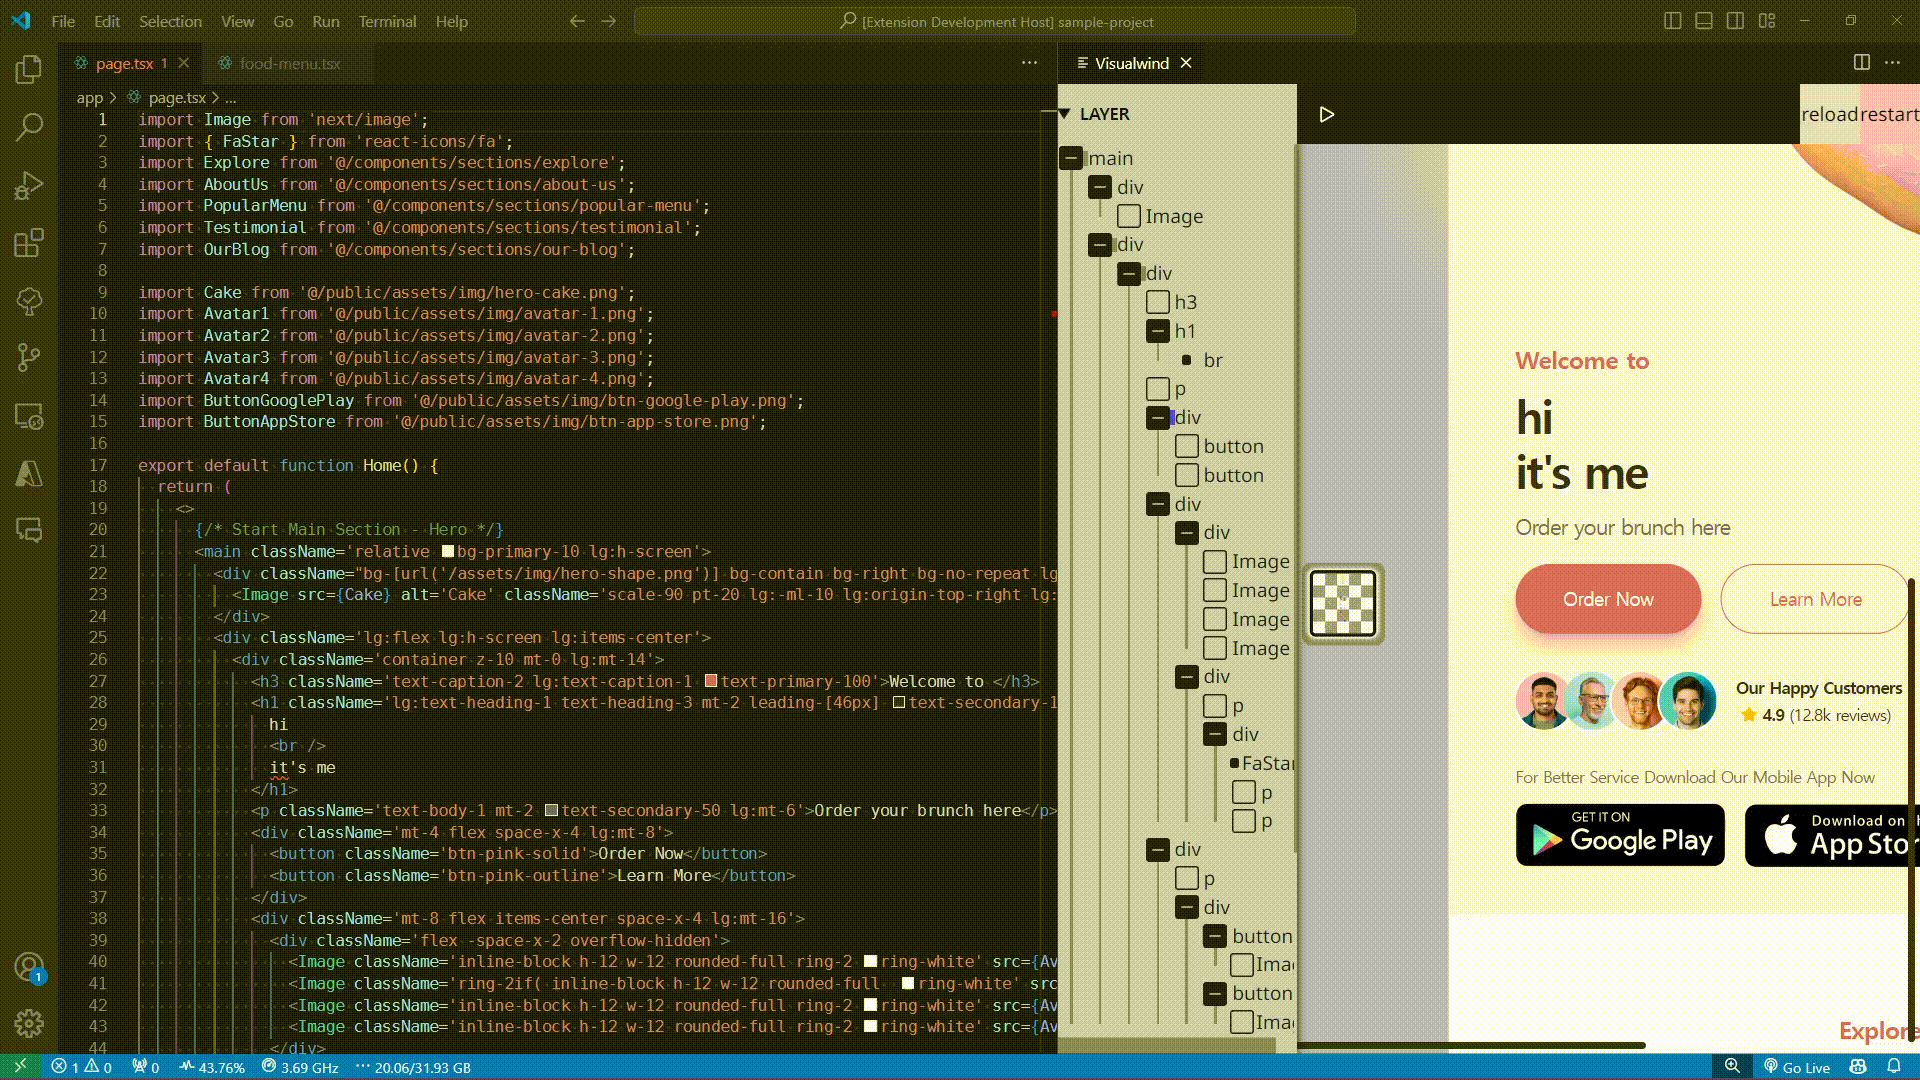 File Edit Selection View Go Run Terminal Help
[Extension Development Host] sample-project
page.tsx 1
food-menu.tsx
app > page.tsx > ...
1 import Image from 'next/image';
2 import { FaStar } from 'react-icons/fa';
3 import Explore from '@/components/sections/explore';
4 import AboutUs from '@/components/sections/about-us';
5 import PopularMenu from '@/components/sections/popular-menu';
6 import Testimonial from '@/components/sections/testimonial';
7 import OurBlog from '@/components/sections/our-blog';
8
9 import Cake from '@/public/assets/img/hero-cake.png';
10 import Avatar1 from '@/public/assets/img/avatar-1.png';
11 import Avatar2 from '@/public/assets/img/avatar-2.png';
12 import Avatar3 from '@/public/assets/img/avatar-3.png';
13 import Avatar4 from '@/public/assets/img/avatar-4.png';
14 import ButtonGooglePlay from '@/public/assets/img/btn-google-play.png';
15 import ButtonAppStore from '@/public/assets/img/btn-app-store.png';
16
17 export default function Home() {
18 return (
19 <>
20 {/* Start Main Section - Hero */}
21 <main className='relative bg-primary-10 lg:h-screen'>
22 <div className="bg-[url('/assets/img/hero-shape.png')] bg-contain bg-right bg-no-repeat lg
23 <Image src={Cake} alt='Cake' className='scale-90 pt-20 lg:-ml-10 lg:origin-top-right lg:
24 </div>
25 <div className='lg:flex lg:h-screen lg:items-center'>
26 <div className='container z-10 mt-0 lg:mt-14'>
27 <h3 className='text-caption-2 lg:text-caption-1 text-primary-100'>Welcome to </h3>
28 <h1 className='lg:text-heading-1 text-heading-3 mt-2 leading-[46px] text-secondary-1
29 hi
30 <br />
31 it's me
32 </h1>
33 <p className='text-body-1 mt-2 text-secondary-50 lg:mt-6'>Order your brunch here</p>
34 <div className='mt-4 flex space-x-4 lg:mt-8'>
35 <button className='btn-pink-solid'>Order Now</button>
36 <button className='btn-pink-outline'>Learn More</button>
37 </div>
38 <div className='mt-8 flex items-center space-x-4 lg:mt-16'>
39 <div className='flex -space-x-2 overflow-hidden'>
40 <Image className='inline-block h-12 w-12 rounded-full ring-2 ring-white' src={Av
41 <Image className='ring-2if( inline-block h-12 w-12 rounded-full ring-white' src
42 <Image className='inline-block h-12 w-12 rounded-full ring-2 ring-white' src={Av
43 <Image className='inline-block h-12 w-12 rounded-full ring-2 ring-white' src={Av
44 </div>
Visualwind
LAYER
main
div
Image
div
div
h3
h1
br
p
div
button
button
div
div
Image
Image
Image
Image
div
p
div
FaStar
p
p
div
p
div
button
Ima
button
Ima
reload
restart
Welcome to
hi
it's me
Order your brunch here
Order Now
Learn More
Our Happy Customers
4.9 (12.8k reviews)
For Better Service Download Our Mobile App Now
GET IT ON
Google Play
Download on
App Sto
Explore
1
1 0 0 43.76% 3.69 GHz 20.06/31.93 GB
Go Live